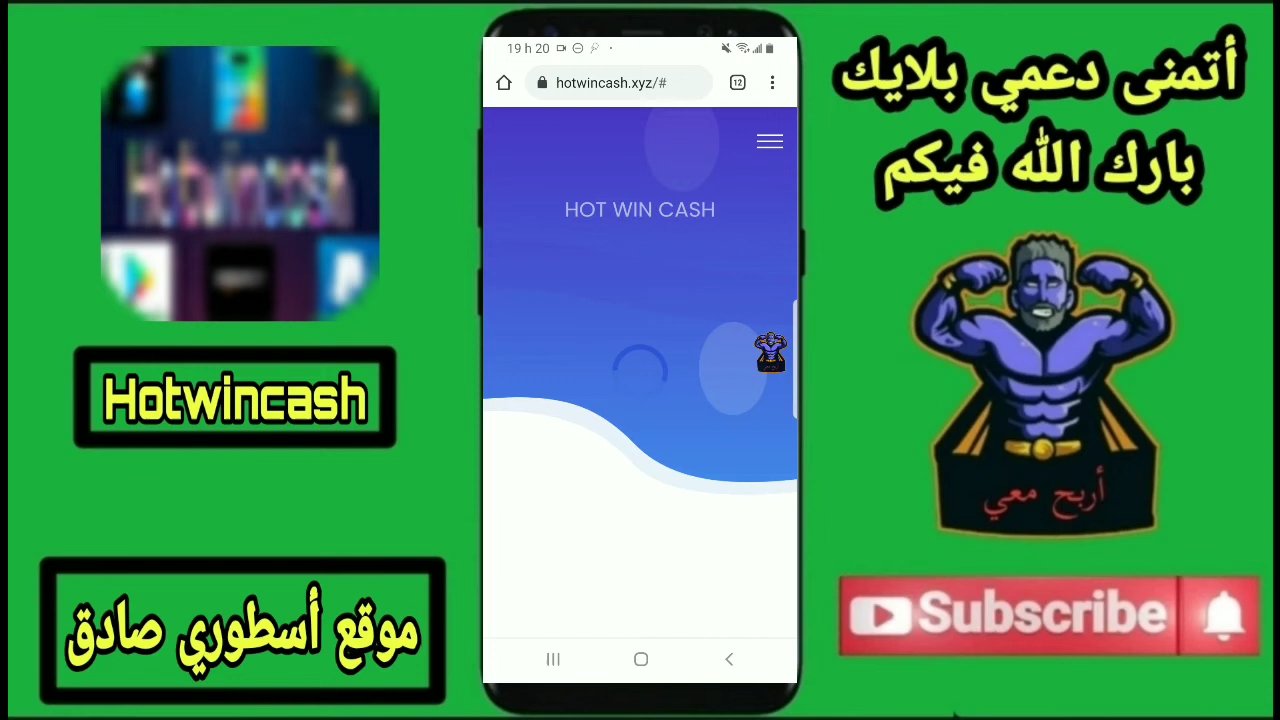 Hotwincash
Hotwincash
موقع أسطوري صادق
19 h 20
hotwincash.xyz/#
12
HOT WIN CASH
أتمنى دعمي بلايك
بارك الله فيكم
أربح معي
Subscribe